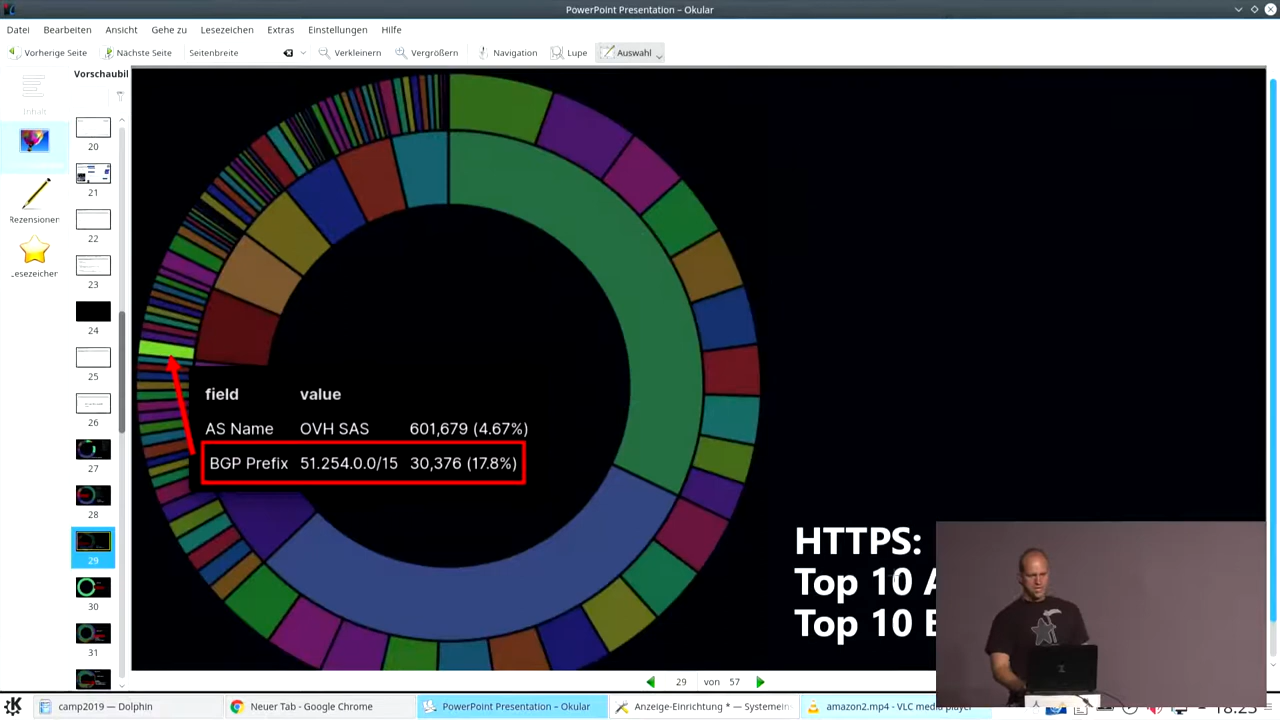 PowerPoint Presentation – Okular
Datei Bearbeiten Ansicht Gehe zu Lesezeichen Extras Einstellungen Hilfe
Vorherige Seite Nächste Seite Seitenbreite Verkleinern Vergrößern Navigation Lupe Auswahl
Vorschaubil
Inhalt
Rezensionen
Lesezeichen
20
21
22
23
24
25
26
27
28
29
30
31
field value
AS Name OVH SAS 601,679 (4.67%)
BGP Prefix 51.254.0.0/15 30,376 (17.8%)
HTTPS:
Top 10 A
Top 10 B
29 von 57
camp2019 — Dolphin
Neuer Tab - Google Chrome
PowerPoint Presentation - Okular
Anzeige-Einrichtung * — Systemein
amazon2.mp4 - VLC media player
18:23